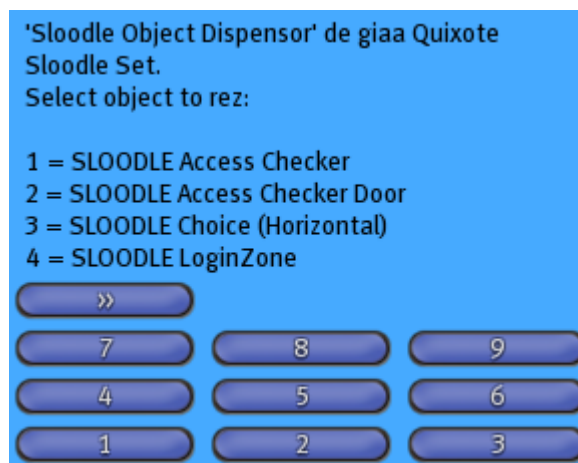 'Sloodle Object Dispensor' de giaa Quixote
Sloodle Set.
Select object to rez:
1 = SLOODLE Access Checker
2 = SLOODLE Access Checker Door
3 = SLOODLE Choice (Horizontal)
4 = SLOODLE LoginZone
»
7 8 9
4 5 6
1 2 3